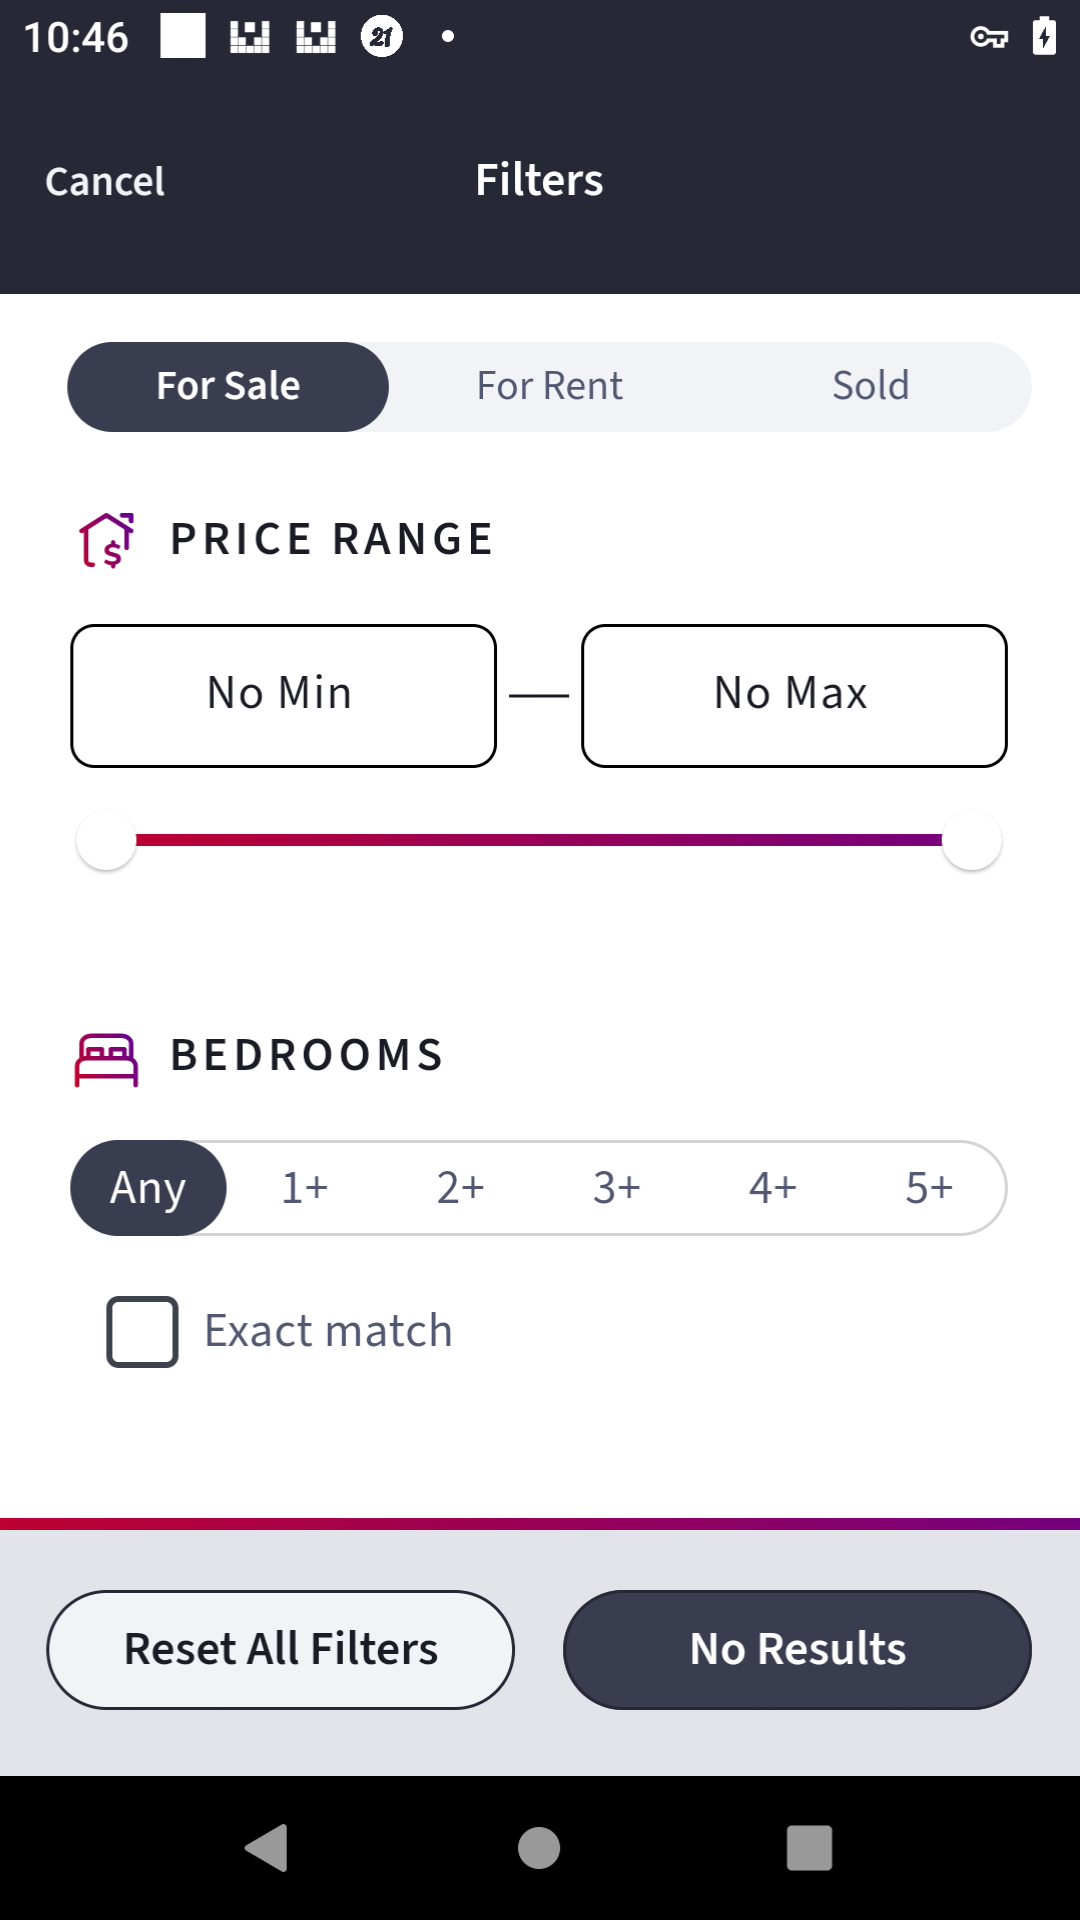 10:46
21
Cancel
Filters
For Sale
For Rent
Sold
PRICE RANGE
No Min
No Max
BEDROOMS
Any
1+
2+
3+
4+
5+
Exact match
Reset All Filters
No Results